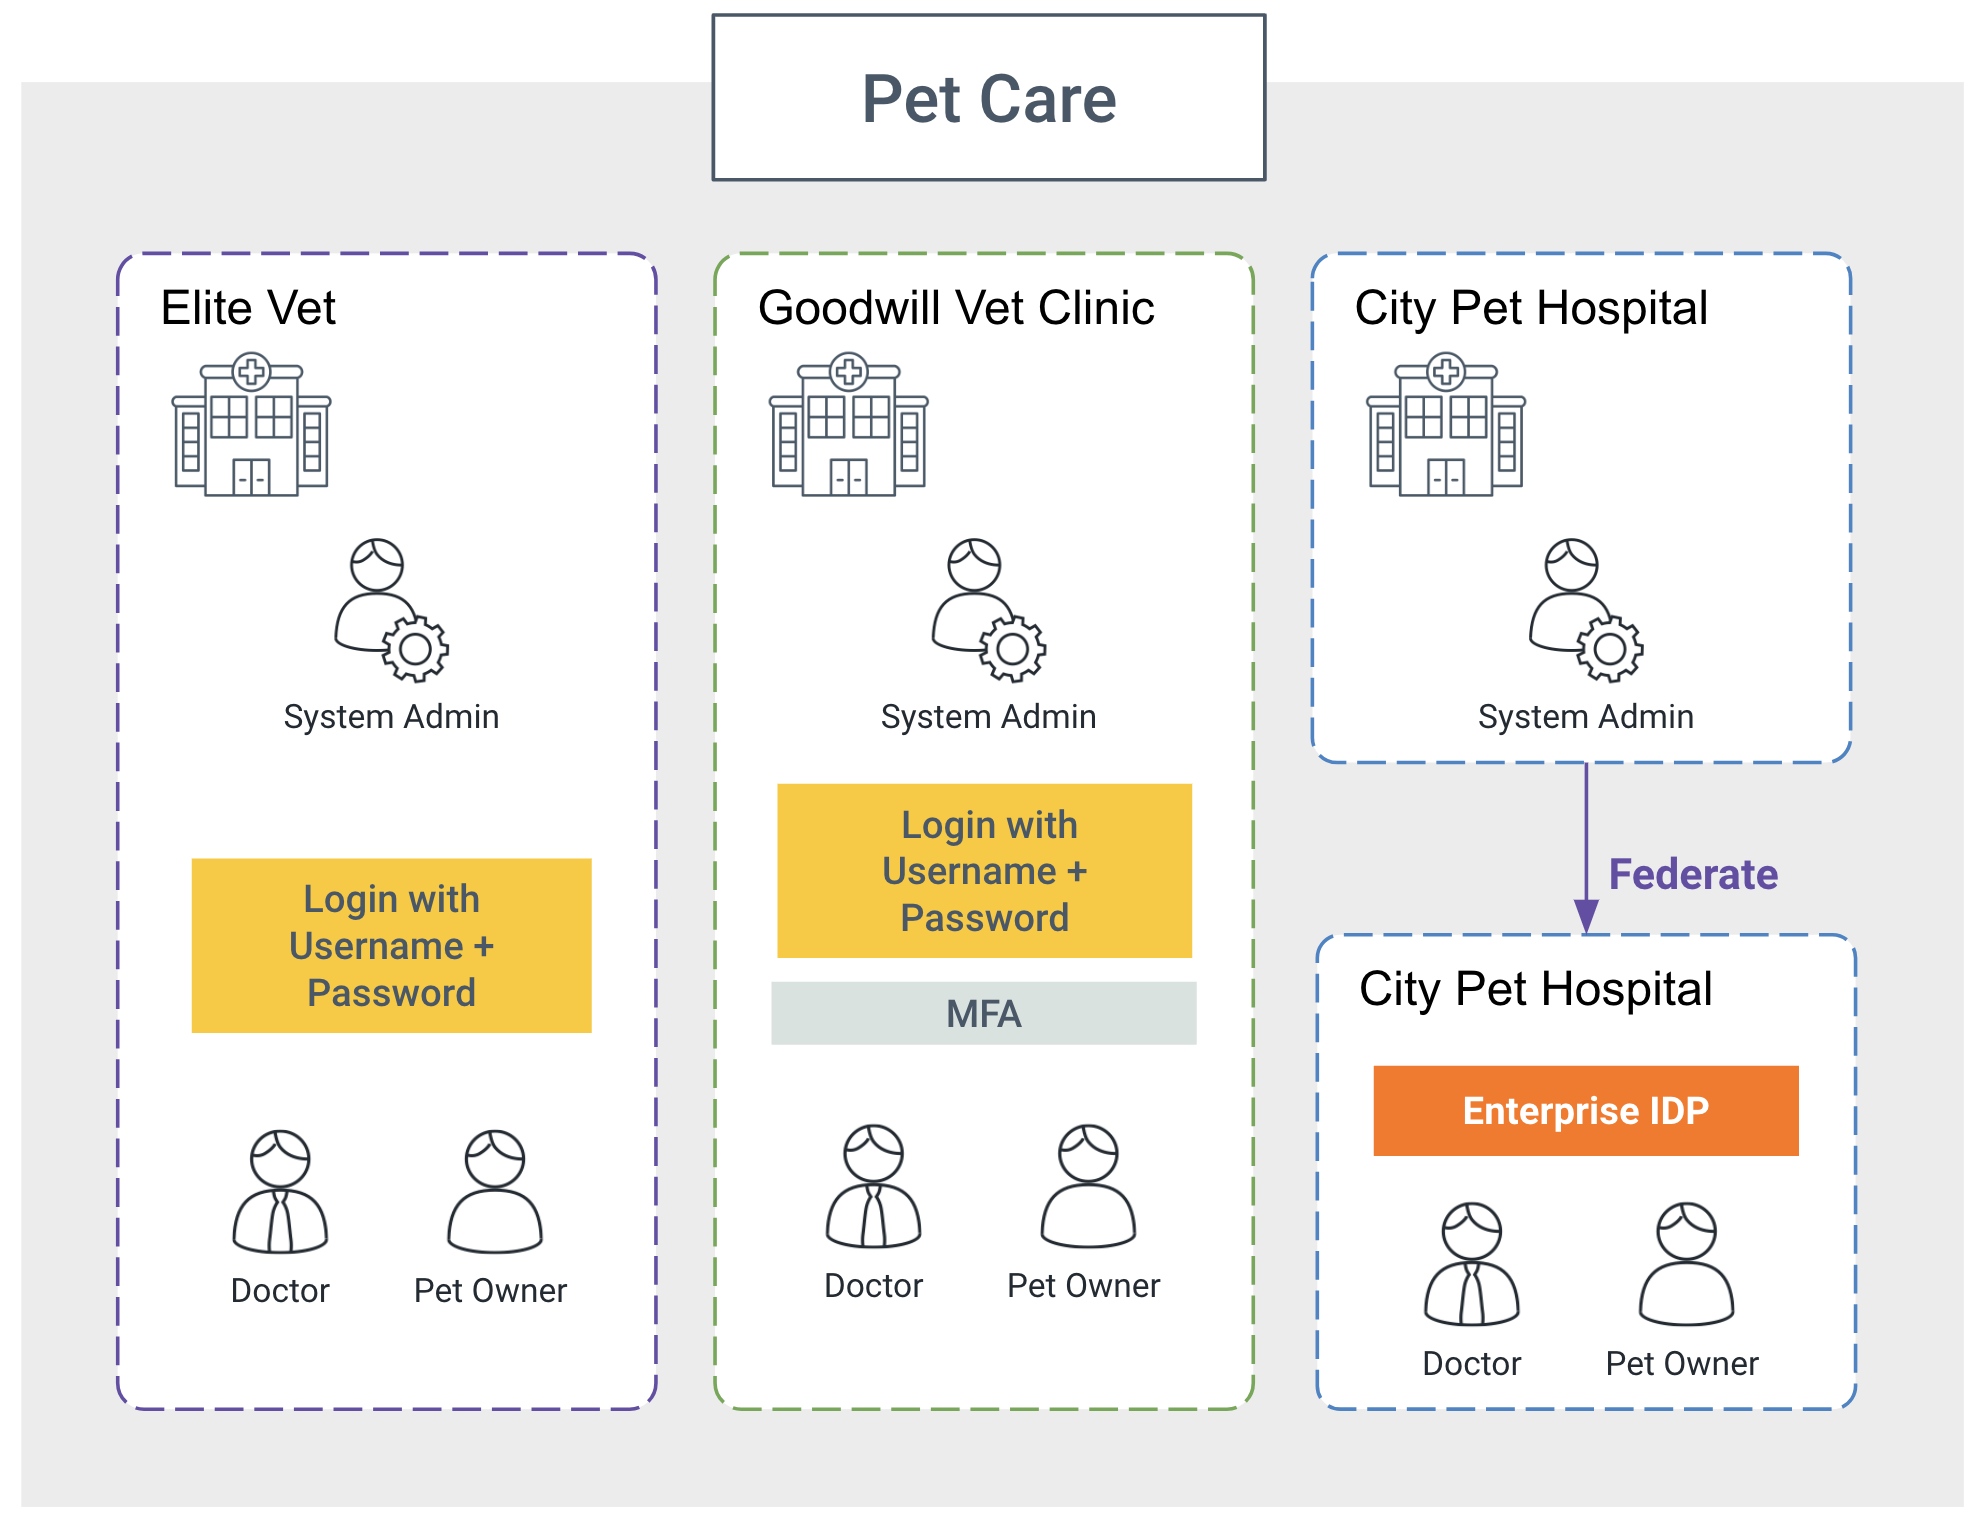 Pet Care
Elite Vet
System Admin
Login with
Username +
Password
Doctor
Pet Owner
Goodwill Vet Clinic
System Admin
Login with
Username +
Password
MFA
Doctor
Pet Owner
City Pet Hospital
System Admin
Federate
City Pet Hospital
Enterprise IDP
Doctor
Pet Owner